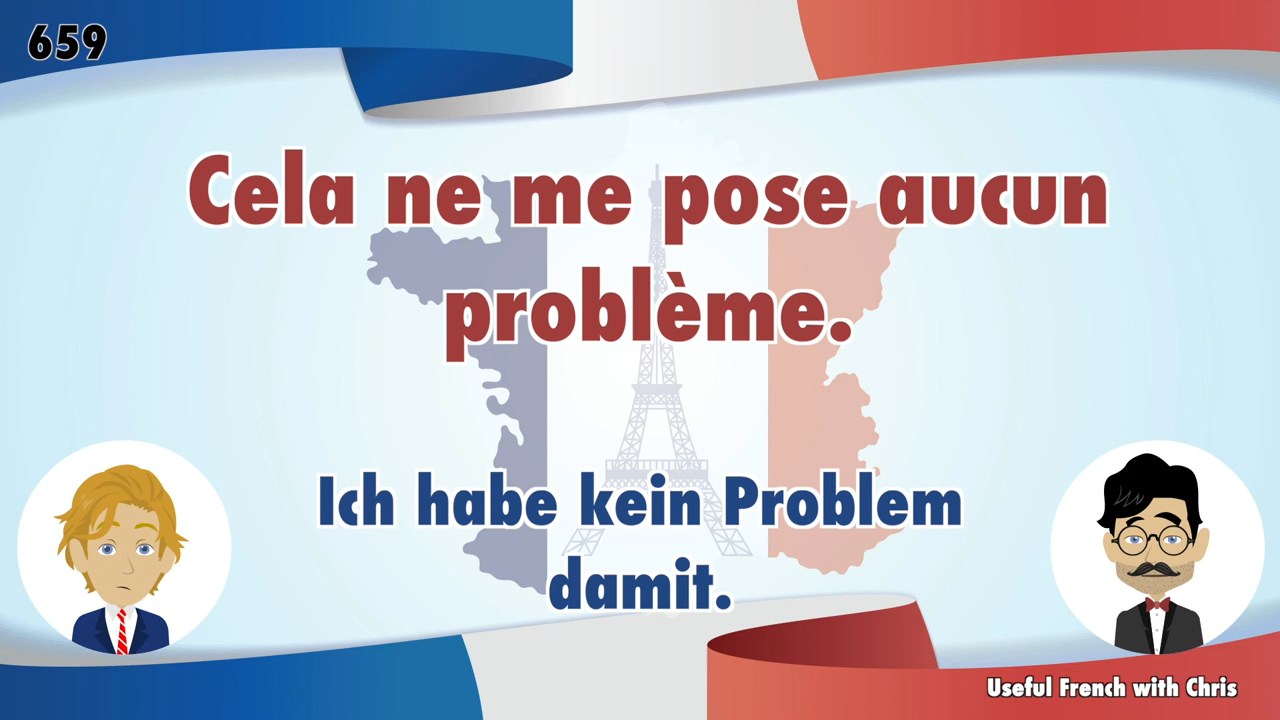 659
Cela ne me pose aucun
problème.
Ich habe kein Problem
damit.
Useful French with Chris